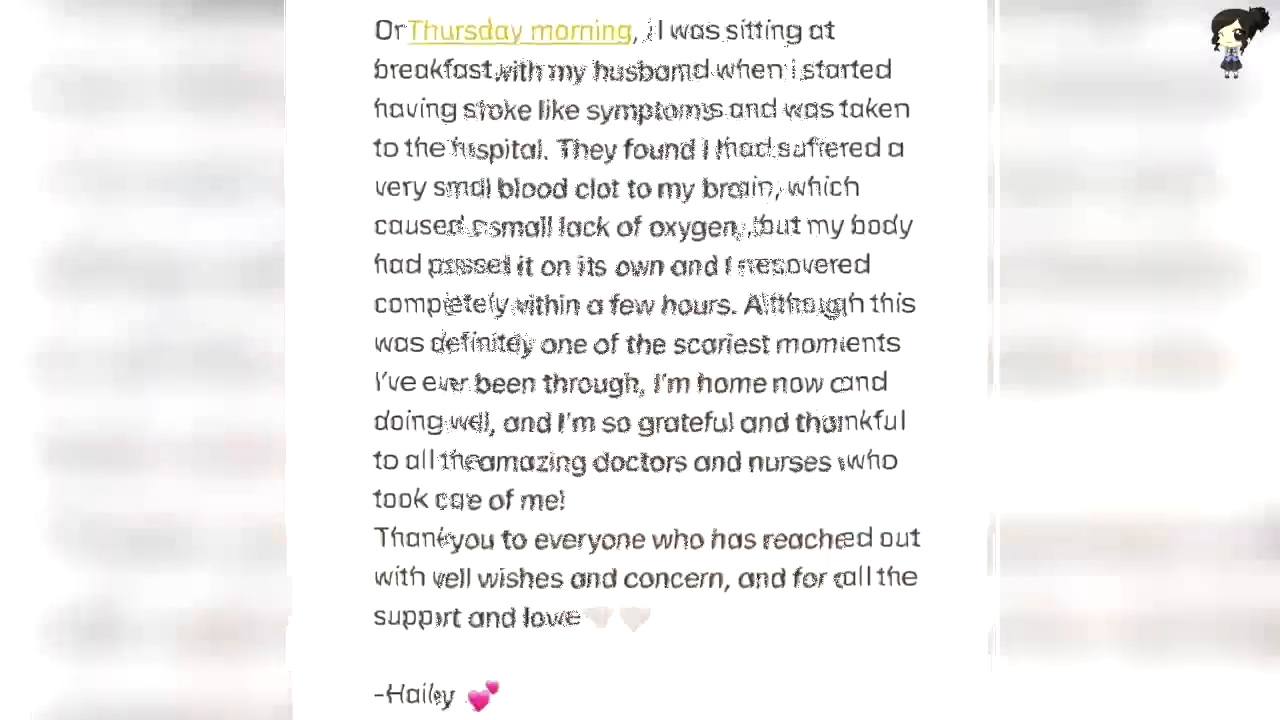 On Thursday morning, I was sitting at
breakfast with my husband when i started
having stoke like symptoms and was taken
to the hospital. They found I had suffered a
very small blood clot to my brain, which
caused a small lack of oxygen, but my body
had passed it on its own and I recovered
completely within a few hours. Although this
was definitely one of the scariest moments
I've ever been through, I'm home now and
doing well, and I'm so grateful and thankful
to all the amazing doctors and nurses who
took care of me!
Thank you to everyone who has reached out
with well wishes and concern, and for all the
support and love
-Hailey